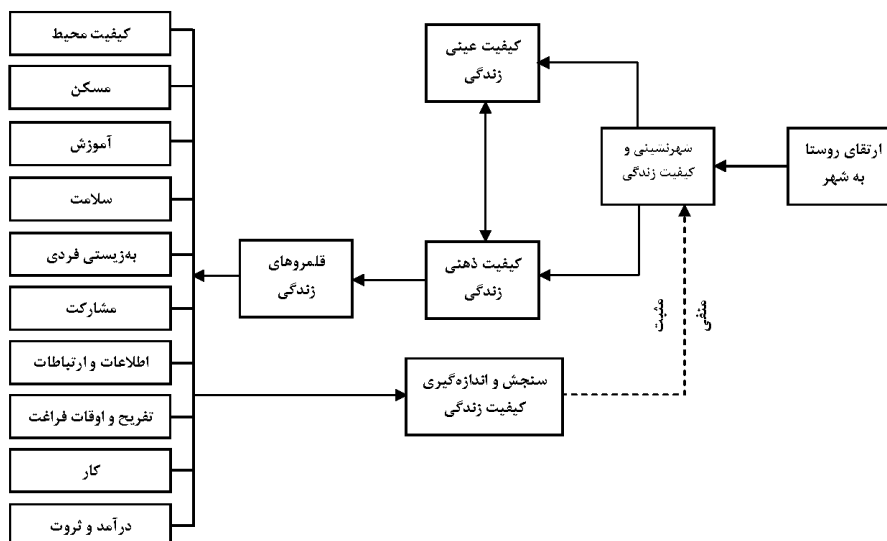 ارتقای روستا
به شهر
شهرنشینی و
کیفیت زندگی
کیفیت عینی
زندگی
کیفیت ذهنی
زندگی
قلمروهای
زندگی
کیفیت محیط
مسکن
آموزش
سلامت
به‌زیستی فردی
مشارکت
اطلاعات و ارتباطات
تفریح و اوقات فراغت
کار
درآمد و ثروت
سنجش و اندازه‌گیری
کیفیت زندگی
مثبت
منفی